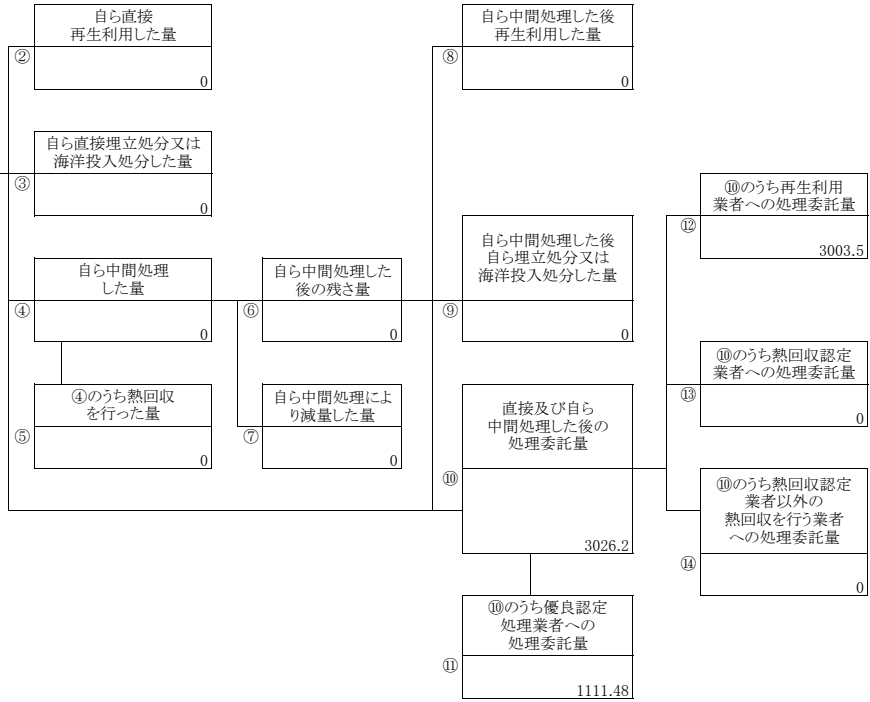 自ら直接
再生利用した量
②
0
自ら直接埋立処分又は
海洋投入処分した量
③
0
自ら中間処理
した量
④
0
④のうち熱回収
を行った量
⑤
0
自ら中間処理した
後の残さ量
⑥
0
自ら中間処理によ
り減量した量
⑦
0
自ら中間処理した後
再生利用した量
⑧
0
自ら中間処理した後
自ら埋立処分又は
海洋投入処分した量
⑨
0
直接及び自ら
中間処理した後の
処理委託量
⑩
3026.2
⑩のうち優良認定
処理業者への
処理委託量
⑪
1111.48
⑩のうち再生利用
業者への処理委託量
⑫
3003.5
⑩のうち熱回収認定
業者への処理委託量
⑬
0
⑩のうち熱回収認定
業者以外の
熱回収を行う業者
への処理委託量
⑭
0